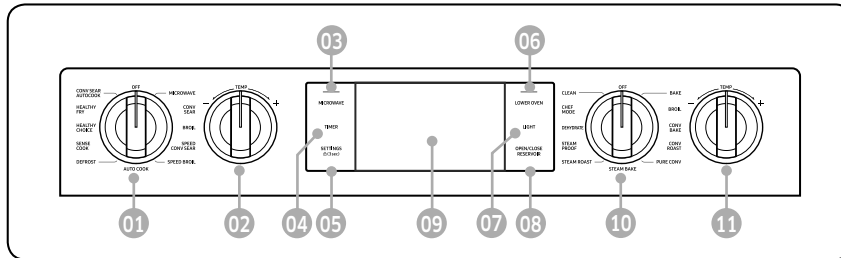 03
06
OFF
CONV SEAR
AUTOCOOK
MICROWAVE
HEALTHY
FRY
CONV
SEAR
HEALTHY
CHOICE
BROIL
SENSE
COOK
SPEED
CONV SEAR
DEFROST
SPEED BROIL
AUTO COOK
TEMP
−
+
MICROWAVE
TIMER
SETTINGS
(5/3 sec)
LOWER OVEN
LIGHT
OPEN/CLOSE
RESERVOIR
OFF
CLEAN
BAKE
CHEF
MODE
BROIL
DEHYDRATE
CONV
BAKE
STEAM
PROOF
CONV
ROAST
STEAM ROAST
PURE CONV
STEAM BAKE
TEMP
−
+
01
02
04
05
09
07
08
10
11